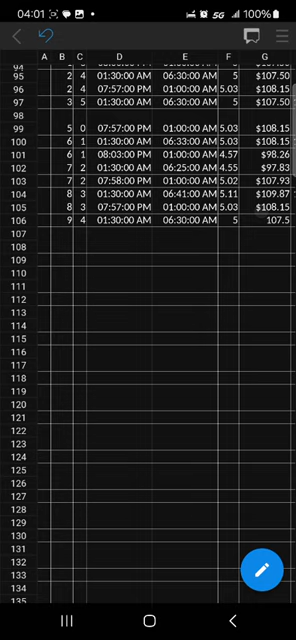 04:01 5G 100%
A B C D E F G
94
95 2 4 01:30:00 AM 06:30:00 AM 5 $107.50
96 2 4 07:57:00 PM 01:00:00 AM 5.03 $108.15
97 3 5 01:30:00 AM 06:30:00 AM 5 $107.50
98
99 5 0 07:57:00 PM 01:00:00 AM 5.03 $108.15
100 6 1 01:30:00 AM 06:33:00 AM 5.03 $108.15
101 6 1 08:03:00 PM 01:00:00 AM 4.57 $98.26
102 7 2 01:30:00 AM 06:25:00 AM 4.55 $97.83
103 7 2 07:58:00 PM 01:00:00 AM 5.02 $107.93
104 8 3 01:30:00 AM 06:41:00 AM 5.11 $109.87
105 8 3 07:57:00 PM 01:00:00 AM 5.03 $108.15
106 9 4 01:30:00 AM 06:30:00 AM 5 107.5
107
108
109
110
111
112
113
114
115
116
117
118
119
120
121
122
123
124
125
126
127
128
129
130
131
132
133
134
135